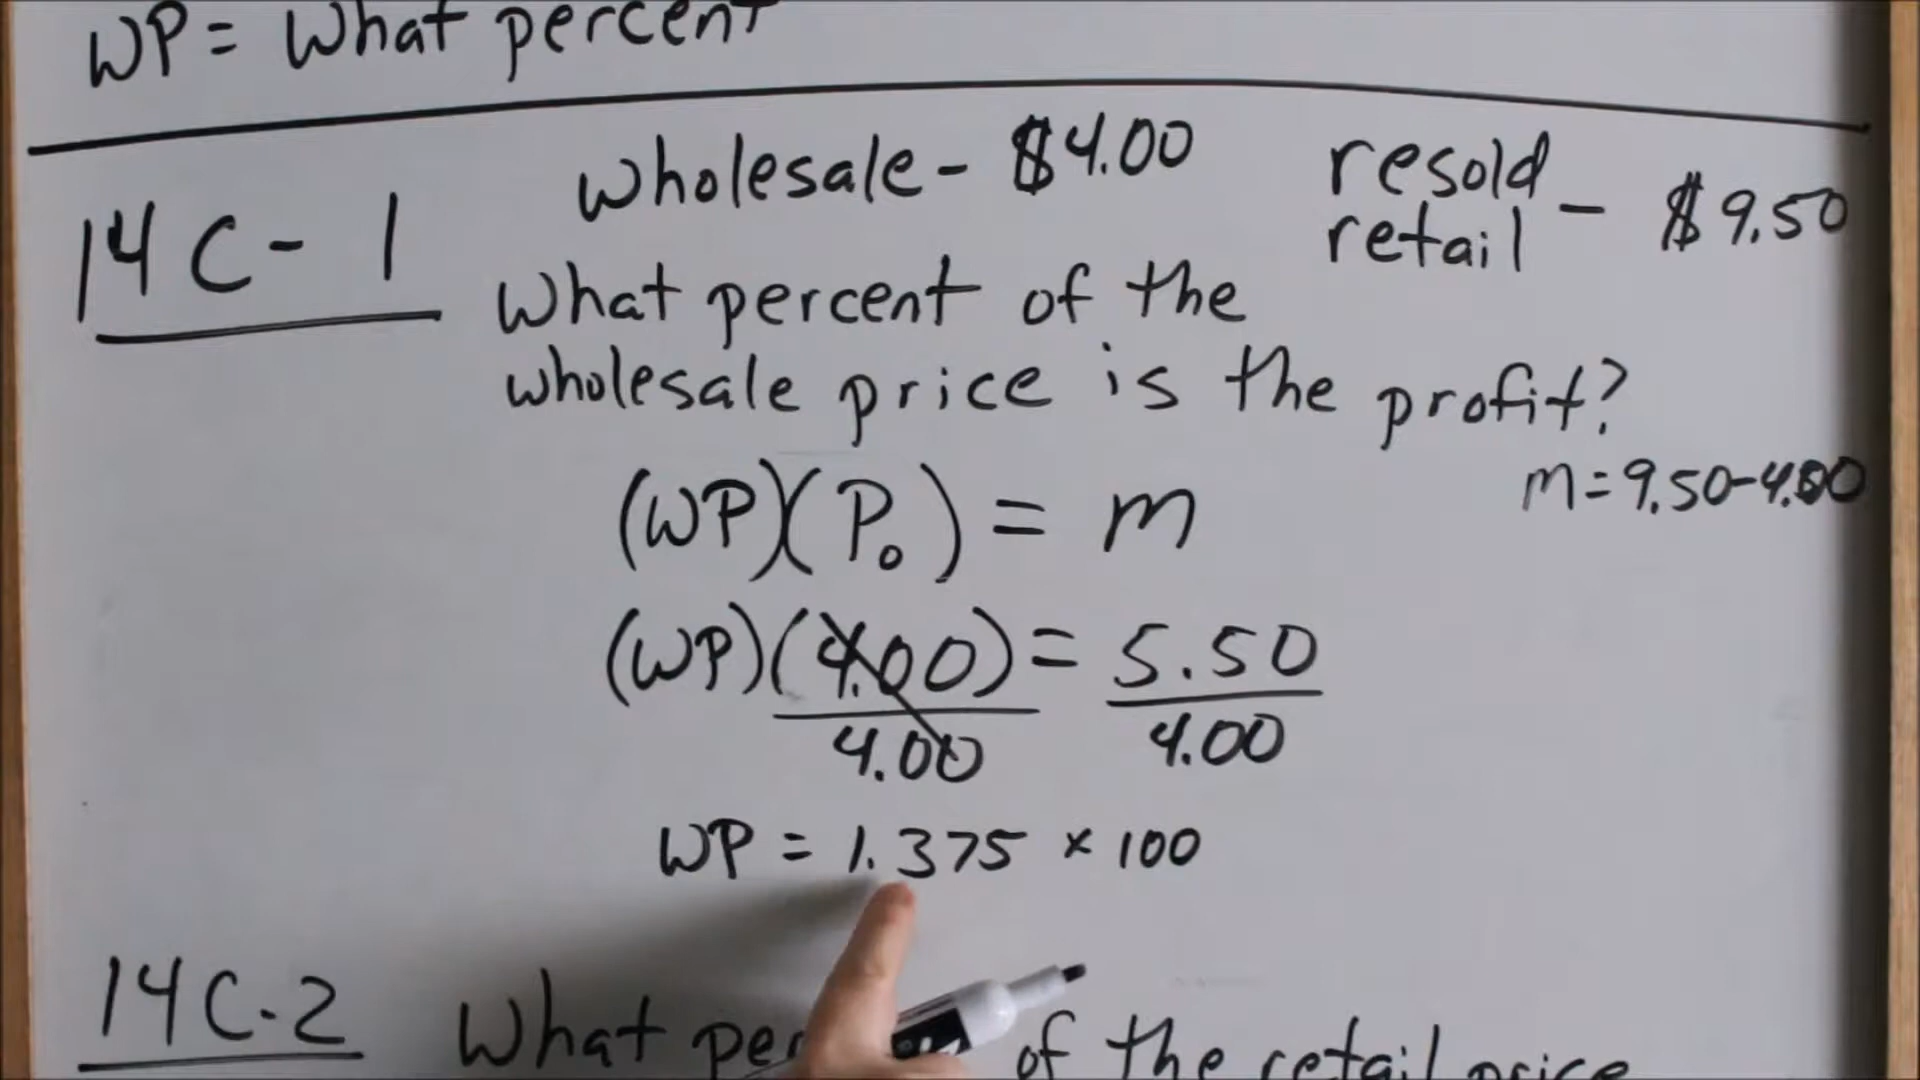 WP = What percent
wholesale - $4.00
resold
retail - $9.50
14C-1
What percent of the
wholesale price is the profit?
m=9.50-4.00
(WP)(P₀) = m
(WP)(4.00) = 5.50
4.00 4.00
WP = 1.375 × 100
14C-2 What of the retail price